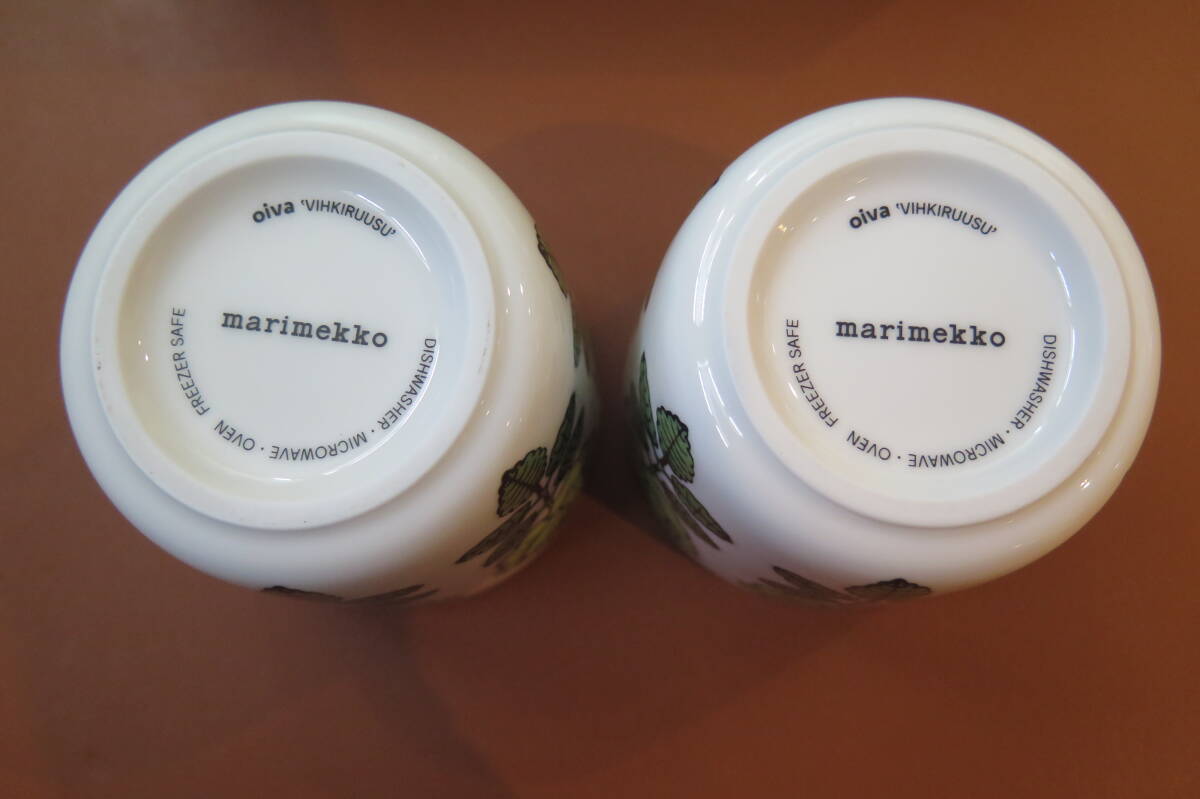 oiva 'VIHKIRUUSU'
marimekko
DISHWASHER · MICROWAVE · OVEN FREEZER SAFE
oiva 'VIHKIRUUSU'
marimekko
DISHWASHER · MICROWAVE · OVEN FREEZER SAFE